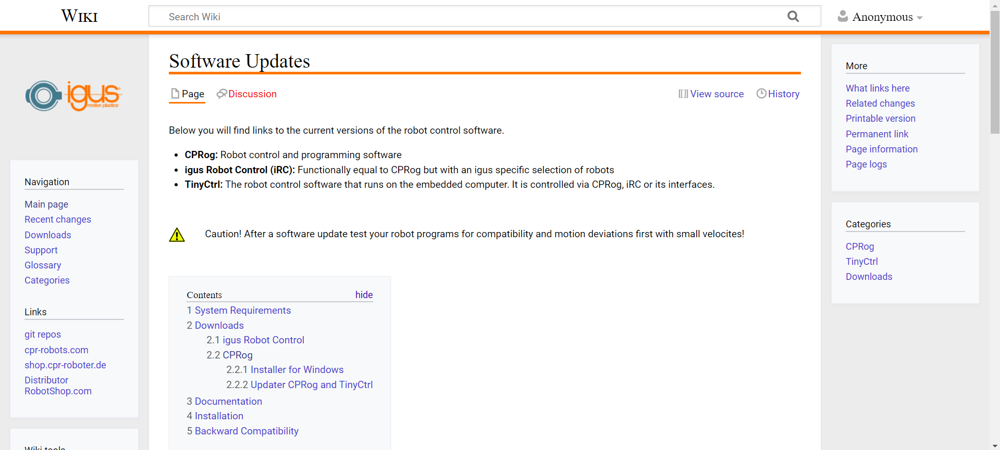 Wiki
Search Wiki
Anonymous
igus
motion plastics
Navigation
Main page
Recent changes
Downloads
Support
Glossary
Categories
Links
git repos
cpr-robots.com
shop.cpr-roboter.de
Distributor
RobotShop.com
Wiki tools
Software Updates
Page
Discussion
View source
History
Below you will find links to the current versions of the robot control software.
• CPRog: Robot control and programming software
• igus Robot Control (iRC): Functionally equal to CPRog but with an igus specific selection of robots
• TinyCtrl: The robot control software that runs on the embedded computer. It is controlled via CPRog, iRC or its interfaces.
Caution! After a software update test your robot programs for compatibility and motion deviations first with small velocites!
Contents hide
1 System Requirements
2 Downloads
2.1 igus Robot Control
2.2 CPRog
2.2.1 Installer for Windows
2.2.2 Updater CPRog and TinyCtrl
3 Documentation
4 Installation
5 Backward Compatibility
More
What links here
Related changes
Printable version
Permanent link
Page information
Page logs
Categories
CPRog
TinyCtrl
Downloads